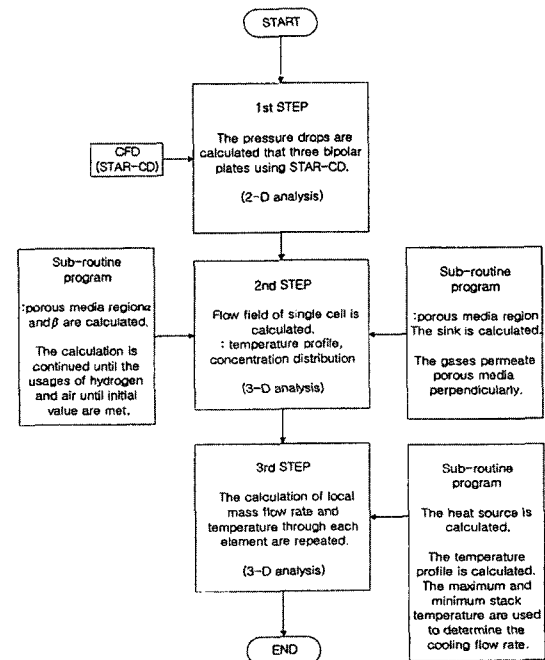 START
1st STEP
The pressure drops are
calculated that three bipolar
plates using STAR-CD.
(2-D analysis)
CFD
(STAR-CD)
Sub-routine
program
:porous media regionα
andβ are calculated.
The calculation is
continued until the
usages of hydrogen
and air until initial
value are met.
2nd STEP
Flow field of single cell is
calculated.
: temperature profile,
concentration distribution
(3-D analysis)
Sub-routine
program
:porous media region
The sink is calculated.
The gases permeate
porous media
perpendicularly.
3rd STEP
The calculation of local
mass flow rate and
temperature through each
element are repeated.
(3-D analysis)
Sub-routine
program
The heat source is
calculated.
The temperature
profile is calculated.
The maximum and
minimum stack
temperature are used
to determine the
cooling flow rate.
END